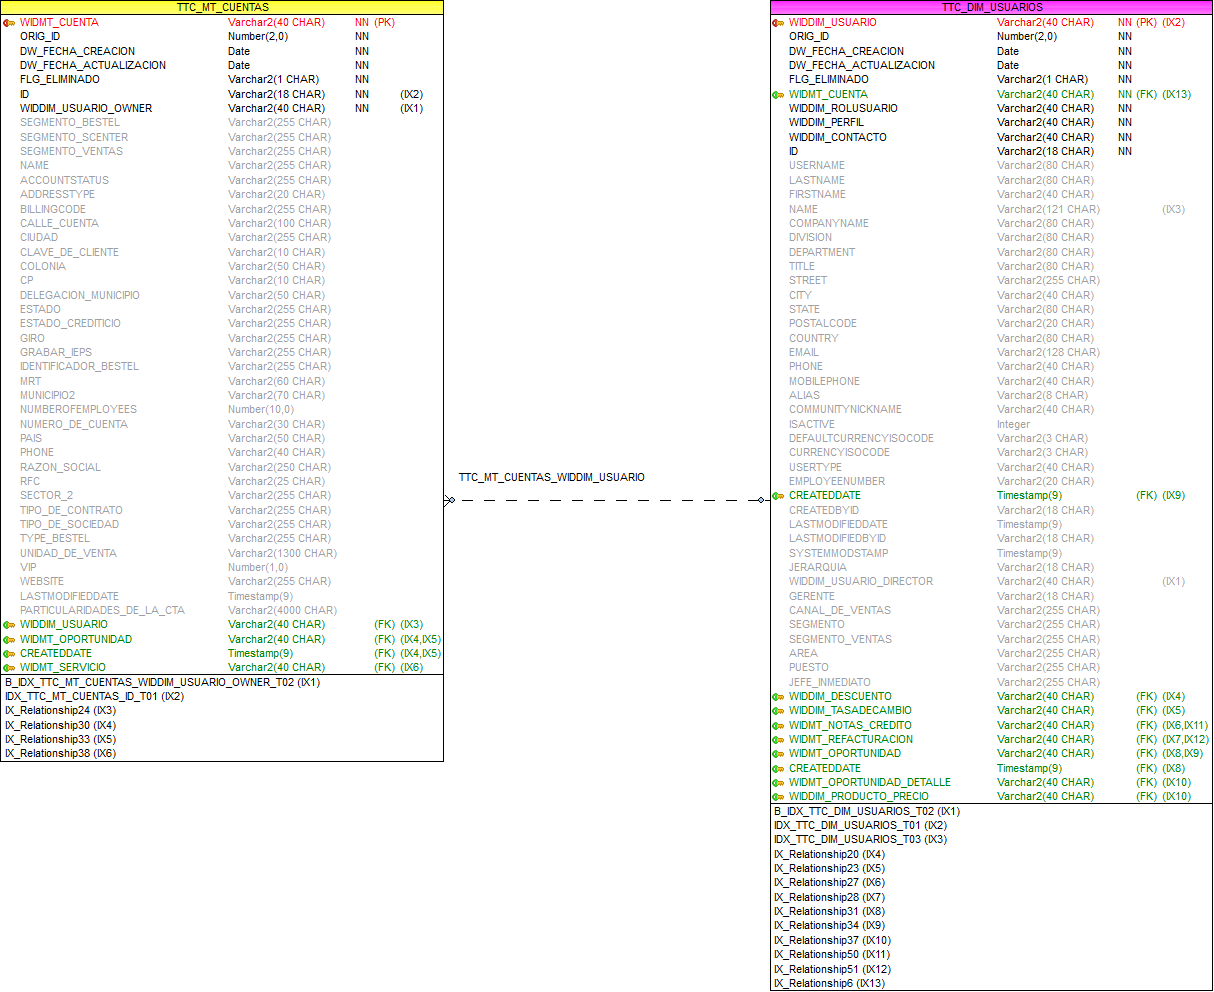 TTC_MT_CUENTAS
WIDMT_CUENTA Varchar2(40 CHAR) NN (PK)
ORIG_ID Number(2,0) NN
DW_FECHA_CREACION Date NN
DW_FECHA_ACTUALIZACION Date NN
FLG_ELIMINADO Varchar2(1 CHAR) NN
ID Varchar2(18 CHAR) NN (IX2)
WIDDIM_USUARIO_OWNER Varchar2(40 CHAR) NN (IX1)
SEGMENTO_BESTEL Varchar2(255 CHAR)
SEGMENTO_SCENTER Varchar2(255 CHAR)
SEGMENTO_VENTAS Varchar2(255 CHAR)
NAME Varchar2(255 CHAR)
ACCOUNTSTATUS Varchar2(255 CHAR)
ADDRESSTYPE Varchar2(20 CHAR)
BILLINGCODE Varchar2(255 CHAR)
CALLE_CUENTA Varchar2(100 CHAR)
CIUDAD Varchar2(255 CHAR)
CLAVE_DE_CLIENTE Varchar2(10 CHAR)
COLONIA Varchar2(50 CHAR)
CP Varchar2(10 CHAR)
DELEGACION_MUNICIPIO Varchar2(50 CHAR)
ESTADO Varchar2(255 CHAR)
ESTADO_CREDITICIO Varchar2(255 CHAR)
GIRO Varchar2(255 CHAR)
GRABAR_IEPS Varchar2(255 CHAR)
IDENTIFICADOR_BESTEL Varchar2(255 CHAR)
MRT Varchar2(60 CHAR)
MUNICIPIO2 Varchar2(70 CHAR)
NUMBEROFEMPLOYEES Number(10,0)
NUMERO_DE_CUENTA Varchar2(30 CHAR)
PAIS Varchar2(50 CHAR)
PHONE Varchar2(40 CHAR)
RAZON_SOCIAL Varchar2(250 CHAR)
RFC Varchar2(25 CHAR)
SECTOR_2 Varchar2(255 CHAR)
TIPO_DE_CONTRATO Varchar2(255 CHAR)
TIPO_DE_SOCIEDAD Varchar2(255 CHAR)
TYPE_BESTEL Varchar2(255 CHAR)
UNIDAD_DE_VENTA Varchar2(1300 CHAR)
VIP Number(1,0)
WEBSITE Varchar2(255 CHAR)
LASTMODIFIEDDATE Timestamp(9)
PARTICULARIDADES_DE_LA_CTA Varchar2(4000 CHAR)
WIDDIM_USUARIO Varchar2(40 CHAR) (FK) (IX3)
WIDMT_OPORTUNIDAD Varchar2(40 CHAR) (FK) (IX4,IX5)
CREATEDDATE Timestamp(9) (FK) (IX4,IX5)
WIDMT_SERVICIO Varchar2(40 CHAR) (FK) (IX6)
B_IDX_TTC_MT_CUENTAS_WIDDIM_USUARIO_OWNER_T02 (IX1)
IDX_TTC_MT_CUENTAS_ID_T01 (IX2)
IX_Relationship24 (IX3)
IX_Relationship30 (IX4)
IX_Relationship33 (IX5)
IX_Relationship38 (IX6)
TTC_MT_CUENTAS_WIDDIM_USUARIO
TTC_DIM_USUARIOS
WIDDIM_USUARIO Varchar2(40 CHAR) NN (PK) (IX2)
ORIG_ID Number(2,0) NN
DW_FECHA_CREACION Date NN
DW_FECHA_ACTUALIZACION Date NN
FLG_ELIMINADO Varchar2(1 CHAR) NN
WIDMT_CUENTA Varchar2(40 CHAR) NN (FK) (IX13)
WIDDIM_ROLUSUARIO Varchar2(40 CHAR) NN
WIDDIM_PERFIL Varchar2(40 CHAR) NN
WIDDIM_CONTACTO Varchar2(40 CHAR) NN
ID Varchar2(18 CHAR) NN
USERNAME Varchar2(80 CHAR)
LASTNAME Varchar2(80 CHAR)
FIRSTNAME Varchar2(40 CHAR)
NAME Varchar2(121 CHAR) (IX3)
COMPANYNAME Varchar2(80 CHAR)
DIVISION Varchar2(80 CHAR)
DEPARTMENT Varchar2(80 CHAR)
TITLE Varchar2(80 CHAR)
STREET Varchar2(255 CHAR)
CITY Varchar2(40 CHAR)
STATE Varchar2(80 CHAR)
POSTALCODE Varchar2(20 CHAR)
COUNTRY Varchar2(80 CHAR)
EMAIL Varchar2(128 CHAR)
PHONE Varchar2(40 CHAR)
MOBILEPHONE Varchar2(40 CHAR)
ALIAS Varchar2(8 CHAR)
COMMUNITYNICKNAME Varchar2(40 CHAR)
ISACTIVE Integer
DEFAULTCURRENCYISOCODE Varchar2(3 CHAR)
CURRENCYISOCODE Varchar2(3 CHAR)
USERTYPE Varchar2(40 CHAR)
EMPLOYEENUMBER Varchar2(20 CHAR)
CREATEDDATE Timestamp(9) (FK) (IX9)
CREATEDBYID Varchar2(18 CHAR)
LASTMODIFIEDDATE Timestamp(9)
LASTMODIFIEDBYID Varchar2(18 CHAR)
SYSTEMMODSTAMP Timestamp(9)
JERARQUIA Varchar2(18 CHAR)
WIDDIM_USUARIO_DIRECTOR Varchar2(40 CHAR) (IX1)
GERENTE Varchar2(18 CHAR)
CANAL_DE_VENTAS Varchar2(255 CHAR)
SEGMENTO Varchar2(255 CHAR)
SEGMENTO_VENTAS Varchar2(255 CHAR)
AREA Varchar2(255 CHAR)
PUESTO Varchar2(255 CHAR)
JEFE_INMEDIATO Varchar2(255 CHAR)
WIDDIM_DESCUENTO Varchar2(40 CHAR) (FK) (IX4)
WIDDIM_TASADECAMBIO Varchar2(40 CHAR) (FK) (IX5)
WIDMT_NOTAS_CREDITO Varchar2(40 CHAR) (FK) (IX6,IX11)
WIDMT_REFACTURACION Varchar2(40 CHAR) (FK) (IX7,IX12)
WIDMT_OPORTUNIDAD Varchar2(40 CHAR) (FK) (IX8,IX9)
CREATEDDATE Timestamp(9) (FK) (IX8)
WIDMT_OPORTUNIDAD_DETALLE Varchar2(40 CHAR) (FK) (IX10)
WIDDIM_PRODUCTO_PRECIO Varchar2(40 CHAR) (FK) (IX10)
B_IDX_TTC_DIM_USUARIOS_T02 (IX1)
IDX_TTC_DIM_USUARIOS_T01 (IX2)
IDX_TTC_DIM_USUARIOS_T03 (IX3)
IX_Relationship20 (IX4)
IX_Relationship23 (IX5)
IX_Relationship27 (IX6)
IX_Relationship28 (IX7)
IX_Relationship31 (IX8)
IX_Relationship34 (IX9)
IX_Relationship37 (IX10)
IX_Relationship50 (IX11)
IX_Relationship51 (IX12)
IX_Relationship6 (IX13)